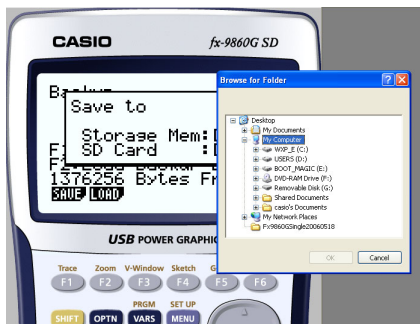 CASIO
fx-9860G SD
Save to
Storage Mem:
SD Card :
1376256 Bytes Fr
SAVE LOAD
USB POWER GRAPHIC
Trace Zoom V-Window Sketch G
F1 F2 F3 F4 F5 F6
PRGM SET UP
SHIFT OPTN VARS MENU
Browse for Folder
Desktop
My Documents
My Computer
WXP_E (C:)
USERS (D:)
BOOT_MAGIC (E:)
DVD-RAM Drive (F:)
Removable Disk (G:)
Shared Documents
casio's Documents
My Network Places
Fx9860GSingle20060518
OK Cancel